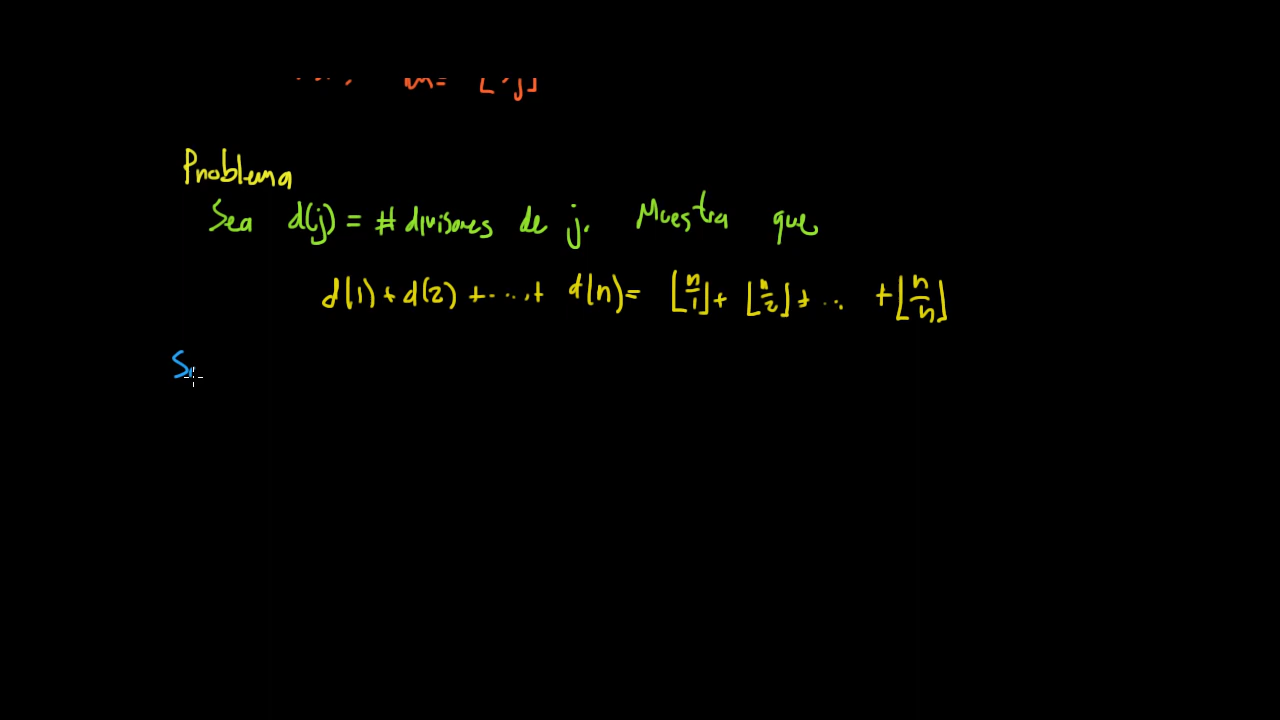 Problema
Sea d(j) = # divisores de j. Muestra que
d(1) + d(2) + ... + d(n) = ⌊n/1⌋ + ⌊n/2⌋ + ... + ⌊n/n⌋
S